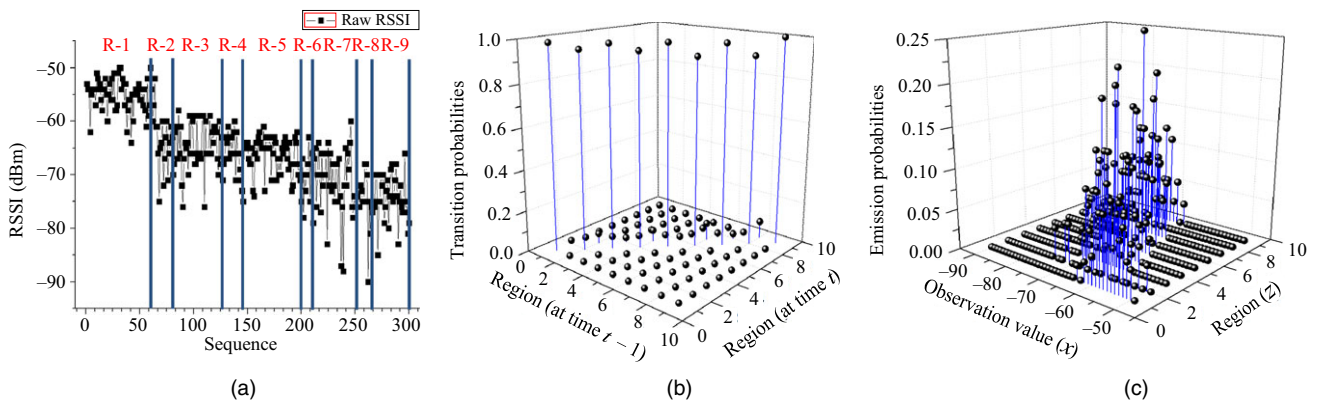 Raw RSSI
R-1 R-2 R-3 R-4 R-5 R-6 R-7 R-8 R-9
−50
−60
−70
−80
−90
RSSI (dBm)
0 50 100 150 200 250 300
Sequence
(a)
1.0
0.8
0.6
0.4
0.2
0.0
Transition probabilities
0 2 4 6 8 10
Region (at time t − 1)
0 2 4 6 8 10
Region (at time t)
(b)
0.25
0.20
0.15
0.10
0.05
0.00
Emission probabilities
−90 −80 −70 −60 −50
Observation value (x)
0 2 4 6 8 10
Region (z)
(c)